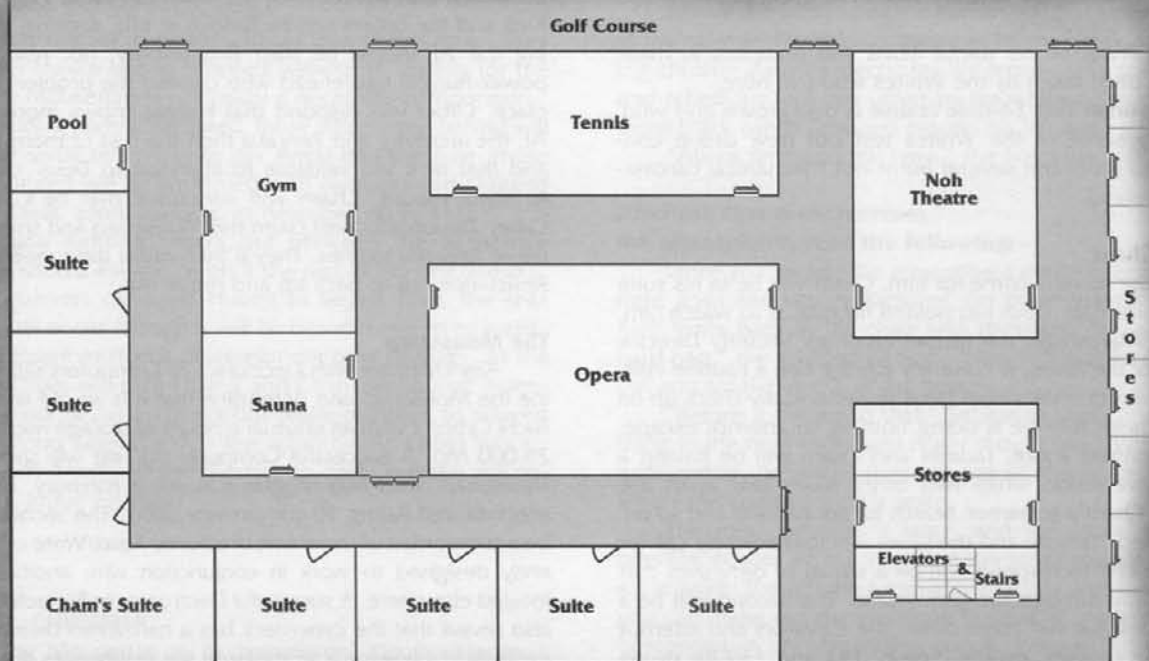 Golf Course
Pool
Tennis
Gym
Noh
Theatre
Suite
Stores
Opera
Suite
Sauna
Stores
Elevators
&
Stairs
Cham's Suite
Suite
Suite
Suite
Suite